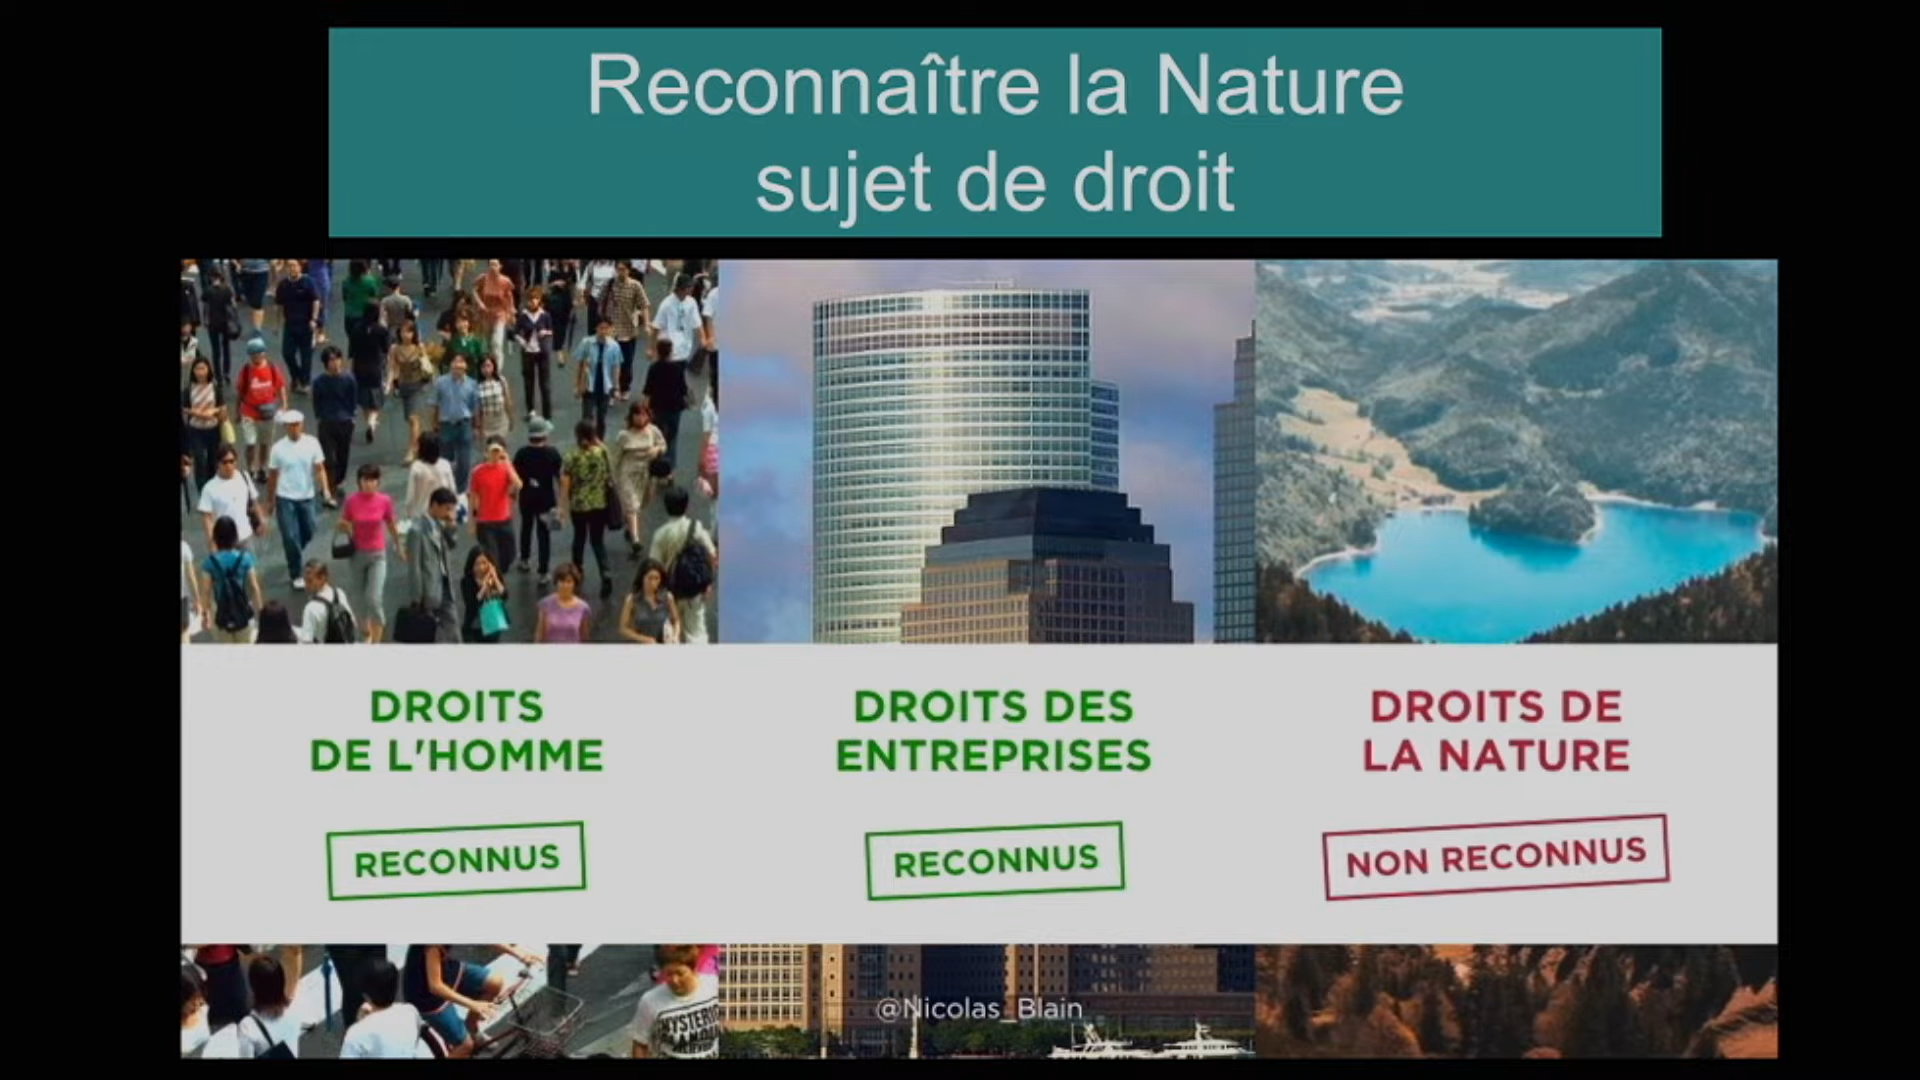 Reconnaître la Nature
sujet de droit
DROITS
DE L'HOMME
RECONNUS
DROITS DES
ENTREPRISES
RECONNUS
DROITS DE
LA NATURE
NON RECONNUS
@Nicolas_Blain